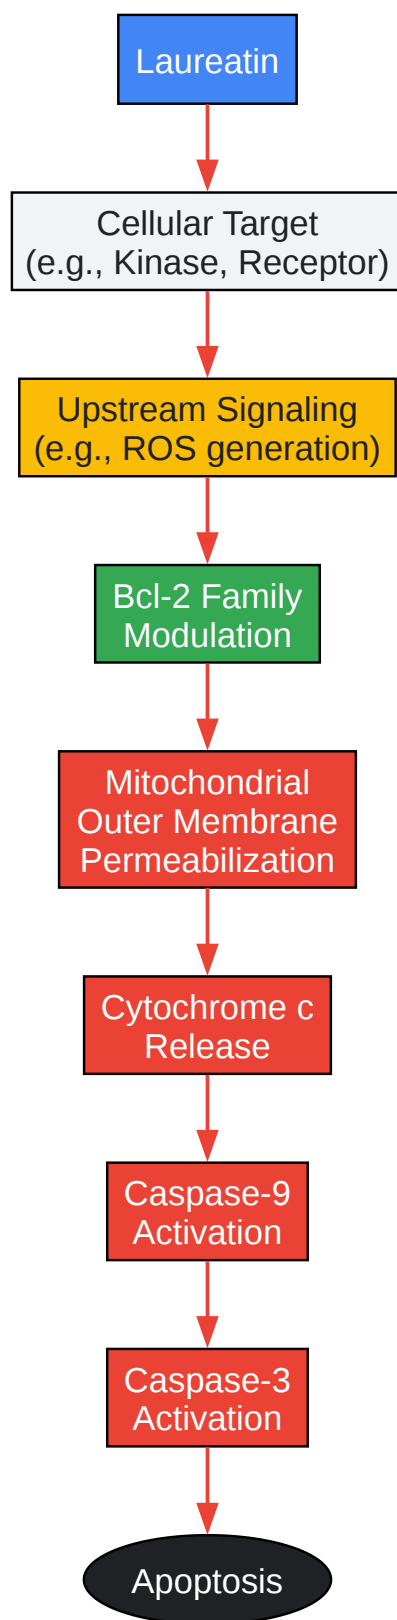 Laureatin
Cellular Target
(e.g., Kinase, Receptor)
Upstream Signaling
(e.g., ROS generation)
Bcl-2 Family
Modulation
Mitochondrial
Outer Membrane
Permeabilization
Cytochrome c
Release
Caspase-9
Activation
Caspase-3
Activation
Apoptosis